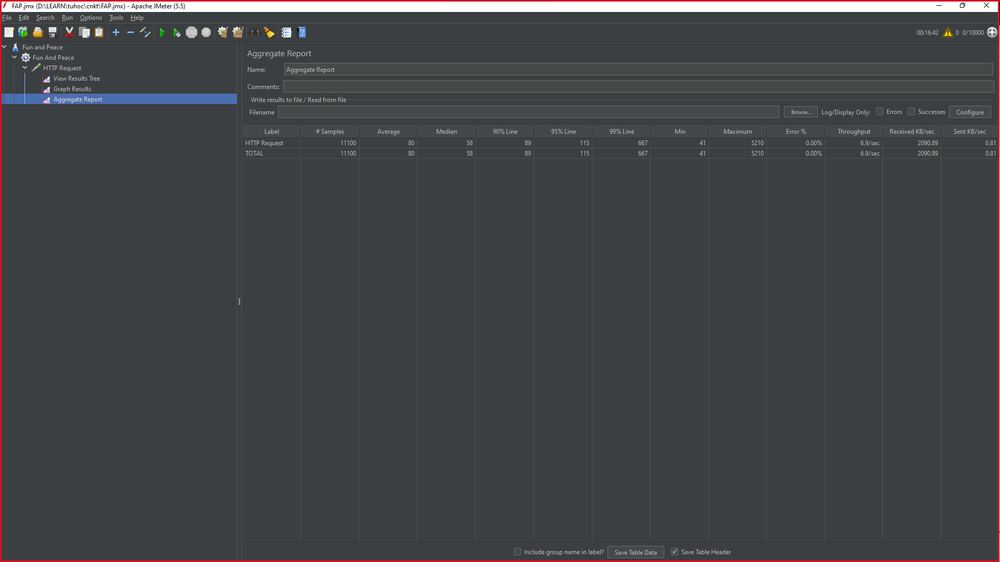 FAP.jmx (D:\LEARN\tuhoc\cnkt\FAP.jmx) - Apache JMeter (5.5)
File Edit Search Run Options Tools Help
00:16:42 0 0/10000
Fun and Peace
Fun And Peace
HTTP Request
View Results Tree
Graph Results
Aggregate Report
Aggregate Report
Name: Aggregate Report
Comments:
Write results to file / Read from file
Filename Browse... Log/Display Only: Errors Successes Configure
Label # Samples Average Median 90% Line 95% Line 99% Line Min Maximum Error % Throughput Received KB/sec Sent KB/sec
HTTP Request 11100 80 58 89 115 667 41 5210 0.00% 6.9/sec 2090.89 0.81
TOTAL 11100 80 58 89 115 667 41 5210 0.00% 6.9/sec 2090.89 0.81
Include group name in label? Save Table Data Save Table Header